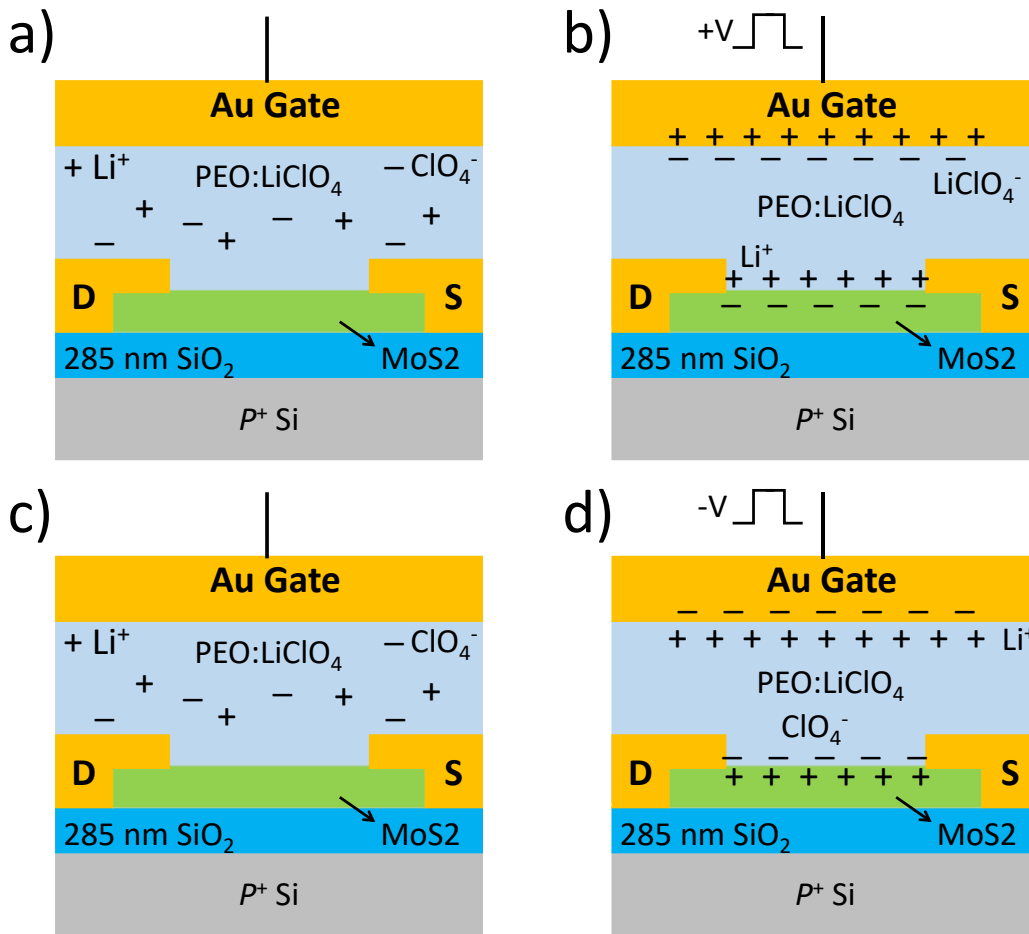 a)
Au Gate
+ Li⁺
PEO:LiClO₄
– ClO₄⁻
+
–
–
+
+
–
–
+
D
S
285 nm SiO₂
MoS2
P⁺ Si
b)
+V
Au Gate
+ + + + + + + +
– – – – – – –
LiClO₄⁻
PEO:LiClO₄
Li⁺
+ + + + + +
– – – – –
D
S
285 nm SiO₂
MoS2
P⁺ Si
c)
Au Gate
+ Li⁺
PEO:LiClO₄
– ClO₄⁻
+
–
–
+
+
–
–
+
D
S
285 nm SiO₂
MoS2
P⁺ Si
d)
-V
Au Gate
– – – – – – –
+ + + + + + + +
Li⁺
PEO:LiClO₄
ClO₄⁻
– – – – –
+ + + + + +
D
S
285 nm SiO₂
MoS2
P⁺ Si